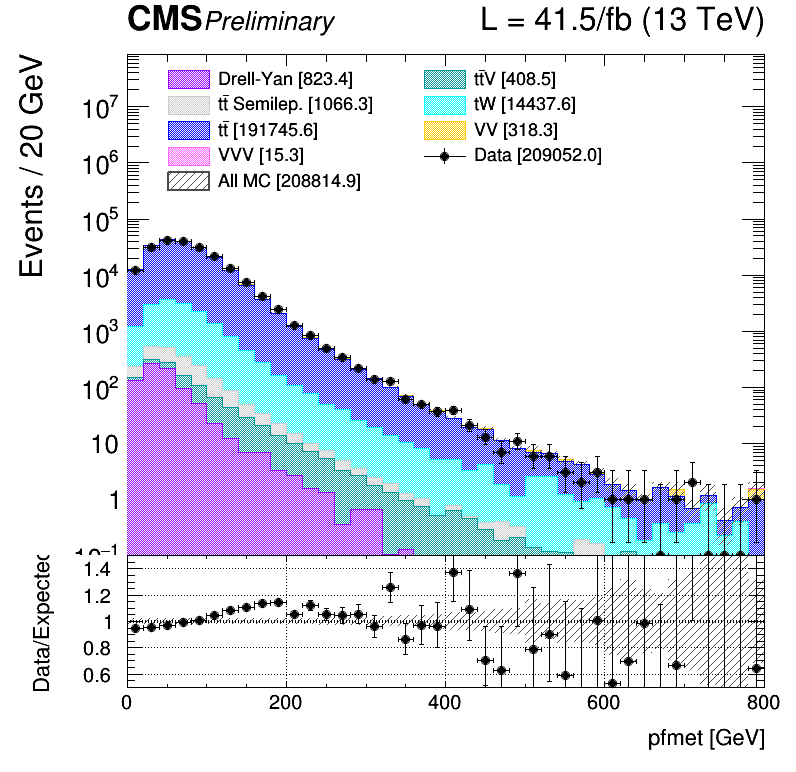 CMS Preliminary L = 41.5/fb (13 TeV)
Events / 20 GeV
Drell-Yan [823.4]
tt̄V [408.5]
tt̄ Semilep. [1066.3]
tW [14437.6]
tt̄ [191745.6]
VV [318.3]
VVV [15.3]
Data [209052.0]
All MC [208814.9]
10⁷
10⁶
10⁵
10⁴
10³
10²
10
1
10⁻¹
Data/Expected
1.4
1.2
1
0.8
0.6
0 200 400 600 800
pfmet [GeV]